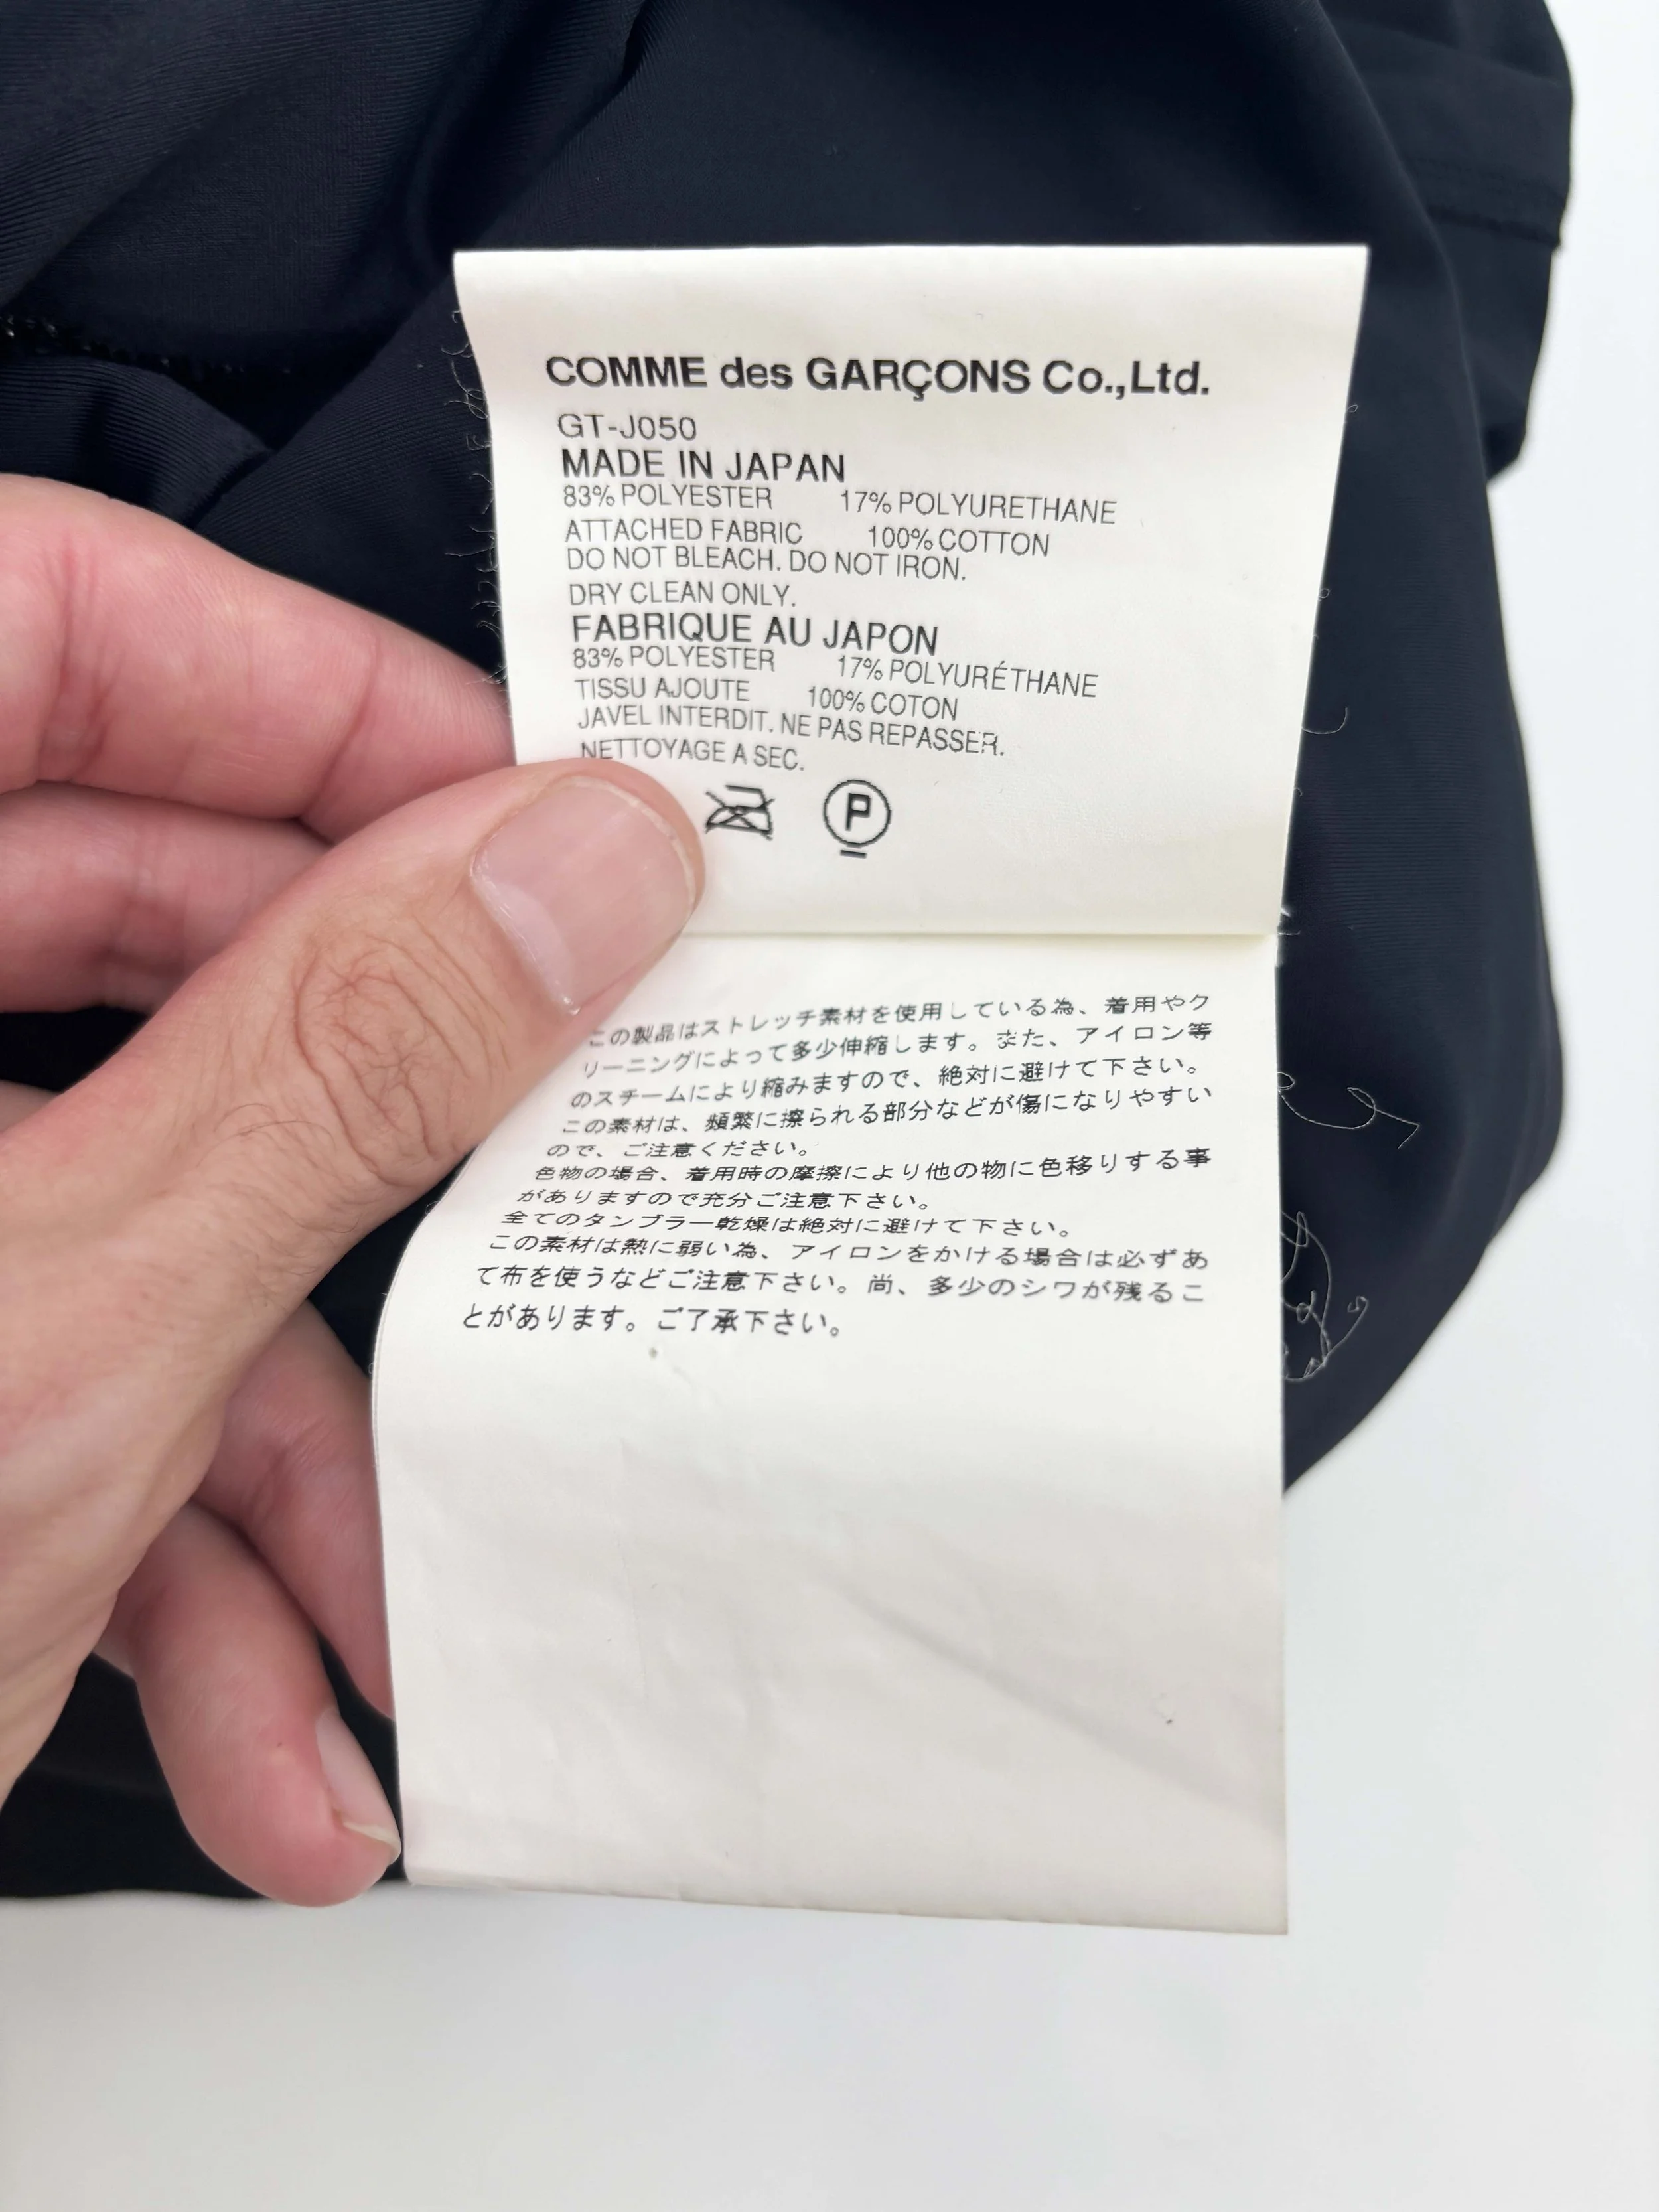 COMME des GARÇONS Co.,Ltd.
GT-J050
MADE IN JAPAN
83% POLYESTER 17% POLYURETHANE
ATTACHED FABRIC 100% COTTON
DO NOT BLEACH. DO NOT IRON.
DRY CLEAN ONLY.
FABRIQUE AU JAPON
83% POLYESTER 17% POLYURÉTHANE
TISSU AJOUTE 100% COTON
JAVEL INTERDIT. NE PAS REPASSER.
NETTOYAGE A SEC.
P
この製品はストレッチ素材を使用している為、着用やク
リーニングによって多少伸縮します。また、アイロン等
のスチームにより縮みますので、絶対に避けて下さい。
この素材は、頻繁に擦られる部分などが傷になりやすい
ので、ご注意ください。
色物の場合、着用時の摩擦により他の物に色移りする事
がありますので充分ご注意下さい。
全てのタンブラー乾燥は絶対に避けて下さい。
この素材は熱に弱い為、アイロンをかける場合は必ずあ
て布を使うなどご注意下さい。尚、多少のシワが残るこ
とがあります。ご了承下さい。